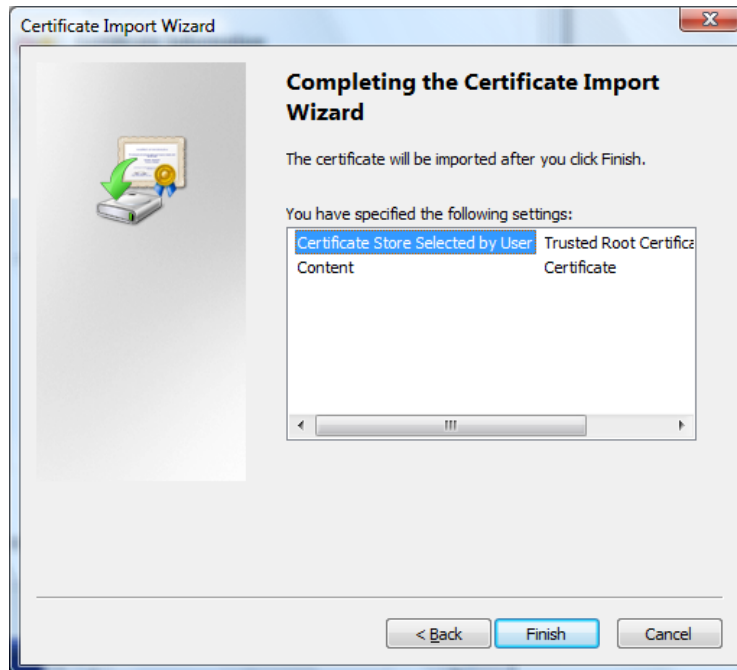 Certificate Import Wizard
Completing the Certificate Import
Wizard
The certificate will be imported after you click Finish.
You have specified the following settings:
Certificate Store Selected by User Trusted Root Certifica
Content Certificate
< Back Finish Cancel